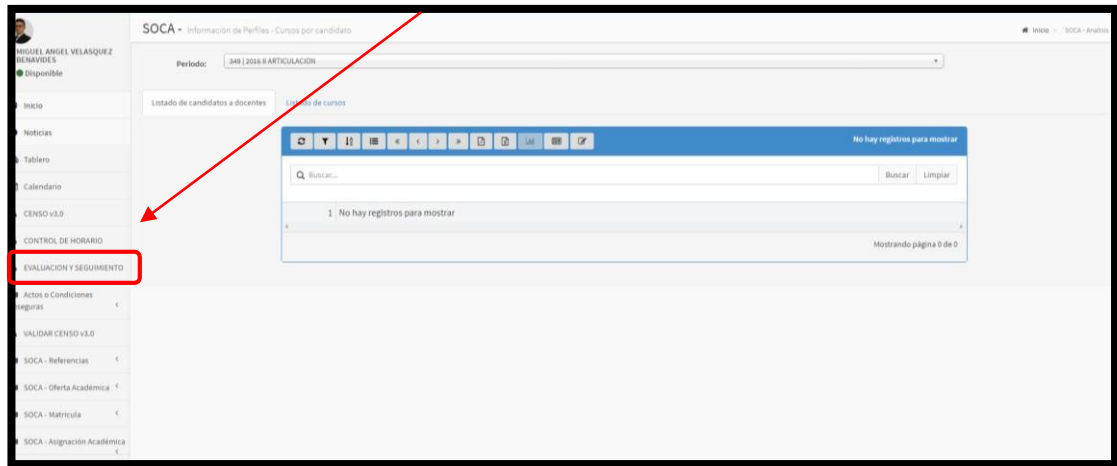 MIGUEL ANGEL VELASQUEZ
BENAVIDES
Disponible
Inicio
Noticias
Tablero
Calendario
CENSO v3.0
CONTROL DE HORARIO
EVALUACION Y SEGUIMIENTO
Actos o Condiciones
nseguras
VALIDAR CENSO v3.0
SOCA - Referencias
SOCA - Oferta Académica
SOCA - Matricula
SOCA - Asignación Académica
SOCA - Información de Perfiles - Cursos por candidato
Inicio > SOCA - Analisis
Periodo: 349 | 2016 II ARTICULACION
Listado de candidatos a docentes Listado de cursos
No hay registros para mostrar
Buscar... Buscar Limpiar
1 No hay registros para mostrar
Mostrando página 0 de 0